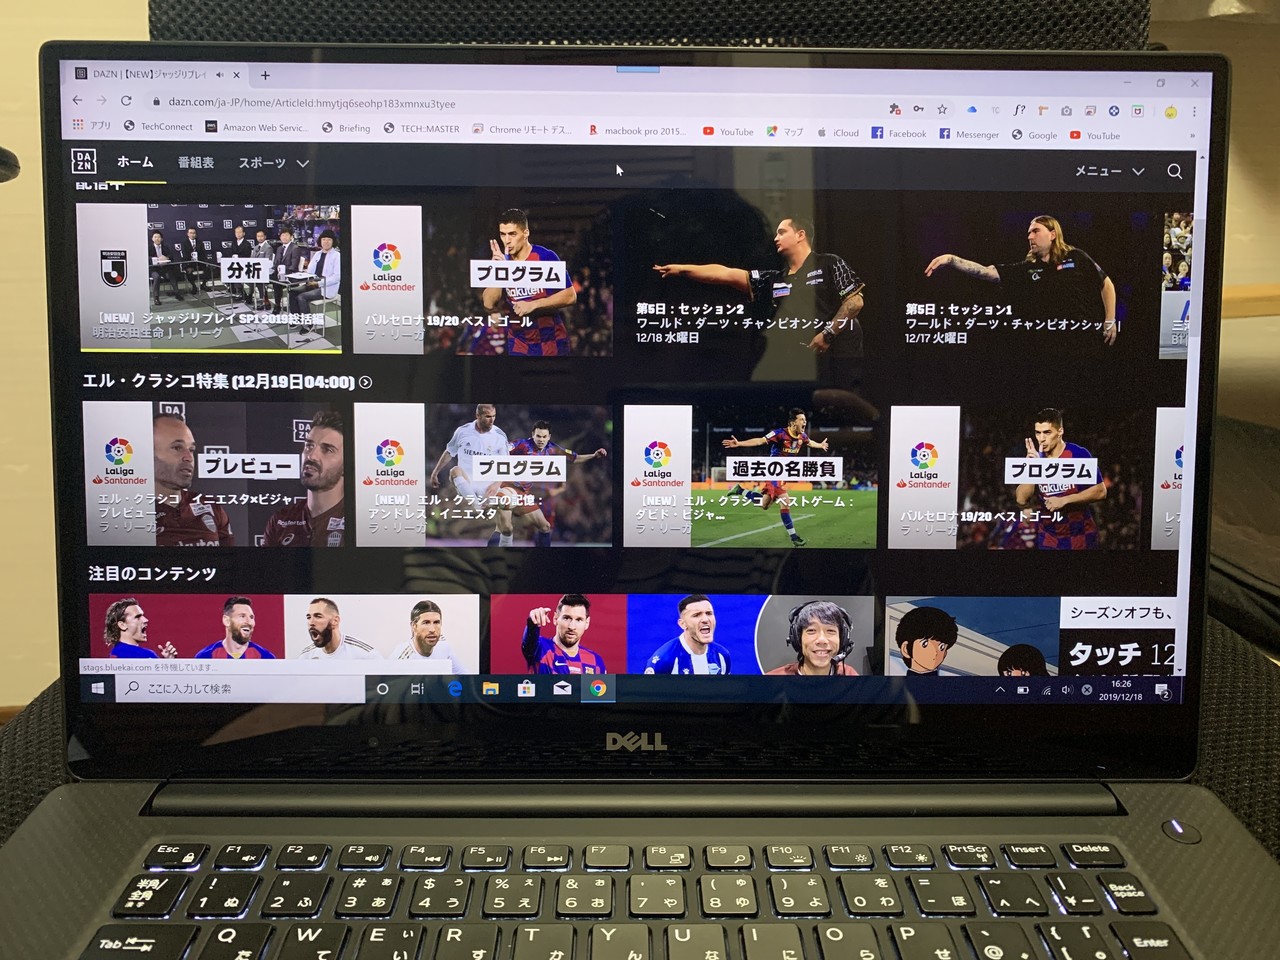 DAZN | 【NEW】ジャッジリプレイ
dazn.com/ja-JP/home/ArticleId:hmytjq6seohp183xmnxu3tyee
アプリ TechConnect Amazon Web Servic... Briefing TECH::MASTER Chrome リモート デス... macbook pro 2015... YouTube マップ iCloud Facebook Messenger Google YouTube »
DA
ZN
ホーム 番組表 スポーツ メニュー
配信中
分析
【NEW】ジャッジリプレイ SP1 2019総括編
明治安田生命J1リーグ
LaLiga
Santander
プログラム
バルセロナ 19/20 ベストゴール
ラ・リーガ
第5日：セッション2
ワールド・ダーツ・チャンピオンシップ |
12/18 水曜日
第5日：セッション1
ワールド・ダーツ・チャンピオンシップ |
12/17 火曜日
エル・クラシコ特集 (12月19日04:00)
LaLiga
Santander
プレビュー
エル・クラシコ イニエスタ×ビジャ
プレビュー
ラ・リーガ
LaLiga
Santander
プログラム
【NEW】エル・クラシコの記憶：
アンドレス・イニエスタ
ラ・リーガ
LaLiga
Santander
過去の名勝負
【NEW】エル・クラシコ ベストゲーム：
ダビド・ビジャ...
ラ・リーガ
LaLiga
Santander
プログラム
バルセロナ 19/20 ベストゴール
ラ・リーガ
注目のコンテンツ
シーズンオフも、
タッチ 12
stags.bluekai.com を待機しています...
ここに入力して検索
16:26
2019/12/18
2
DELL
Esc F1 F2 F3 F4 F5 F6 F7 F8 F9 F10 F11 F12 PrtScr Insert Delete
半角/
全角
! 1 ぬ " 2 ふ # あ 3 あ $ ぅ 4 う % ぇ 5 え & ぉ 6 お ' ゃ 7 や ( ゅ 8 ゆ ) ょ 9 よ を 0 わ = - ほ ~ ^ へ | ¥ ー Back space
Tab Q た W て E ぃ い R す T か Y ん U な I に O ら P せ @ { [ Enter